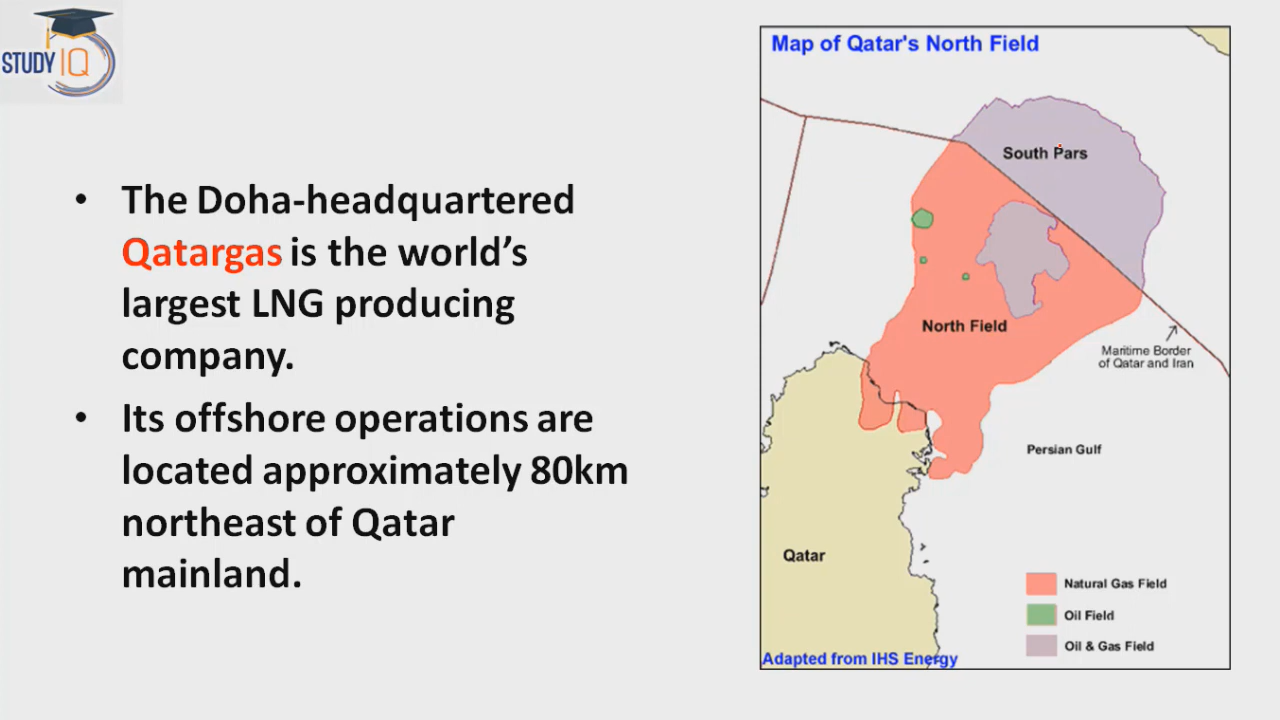 STUDY IQ
• The Doha-headquartered
Qatargas is the world’s
largest LNG producing
company.
• Its offshore operations are
located approximately 80km
northeast of Qatar
mainland.
Map of Qatar's North Field
South Pars
North Field
Maritime Border
of Qatar and Iran
Persian Gulf
Qatar
Natural Gas Field
Oil Field
Oil & Gas Field
Adapted from IHS Energy